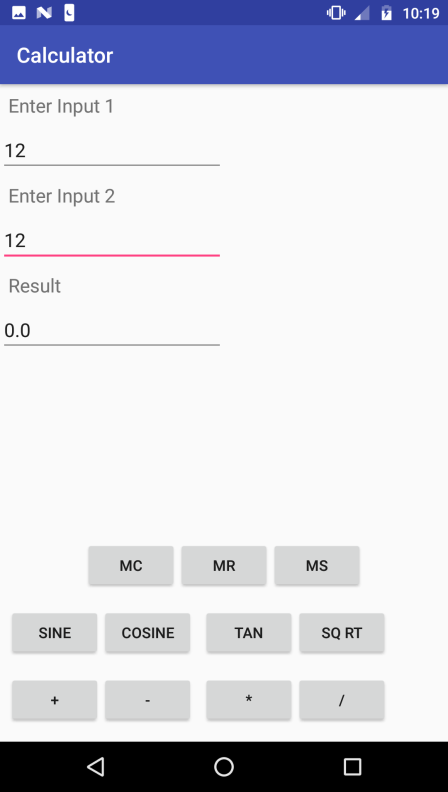 10:19
Calculator
Enter Input 1
12
Enter Input 2
12
Result
0.0
MC MR MS
SINE COSINE TAN SQ RT
+ - * /